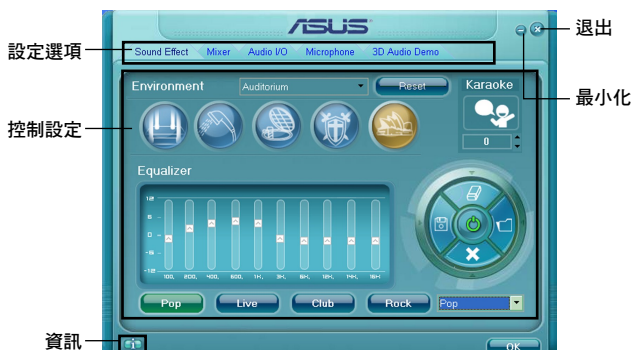 ASUS
退出
設定選項
Sound Effect Mixer Audio I/O Microphone 3D Audio Demo
最小化
Environment Auditorium Reset Karaoke
控制設定
0
Equalizer
12
6
0
-6
-12
100, 200, 400, 600, 1K, 3K, 6K, 12K, 14K, 16K
Pop Live Club Rock Pop
資訊
i
OK